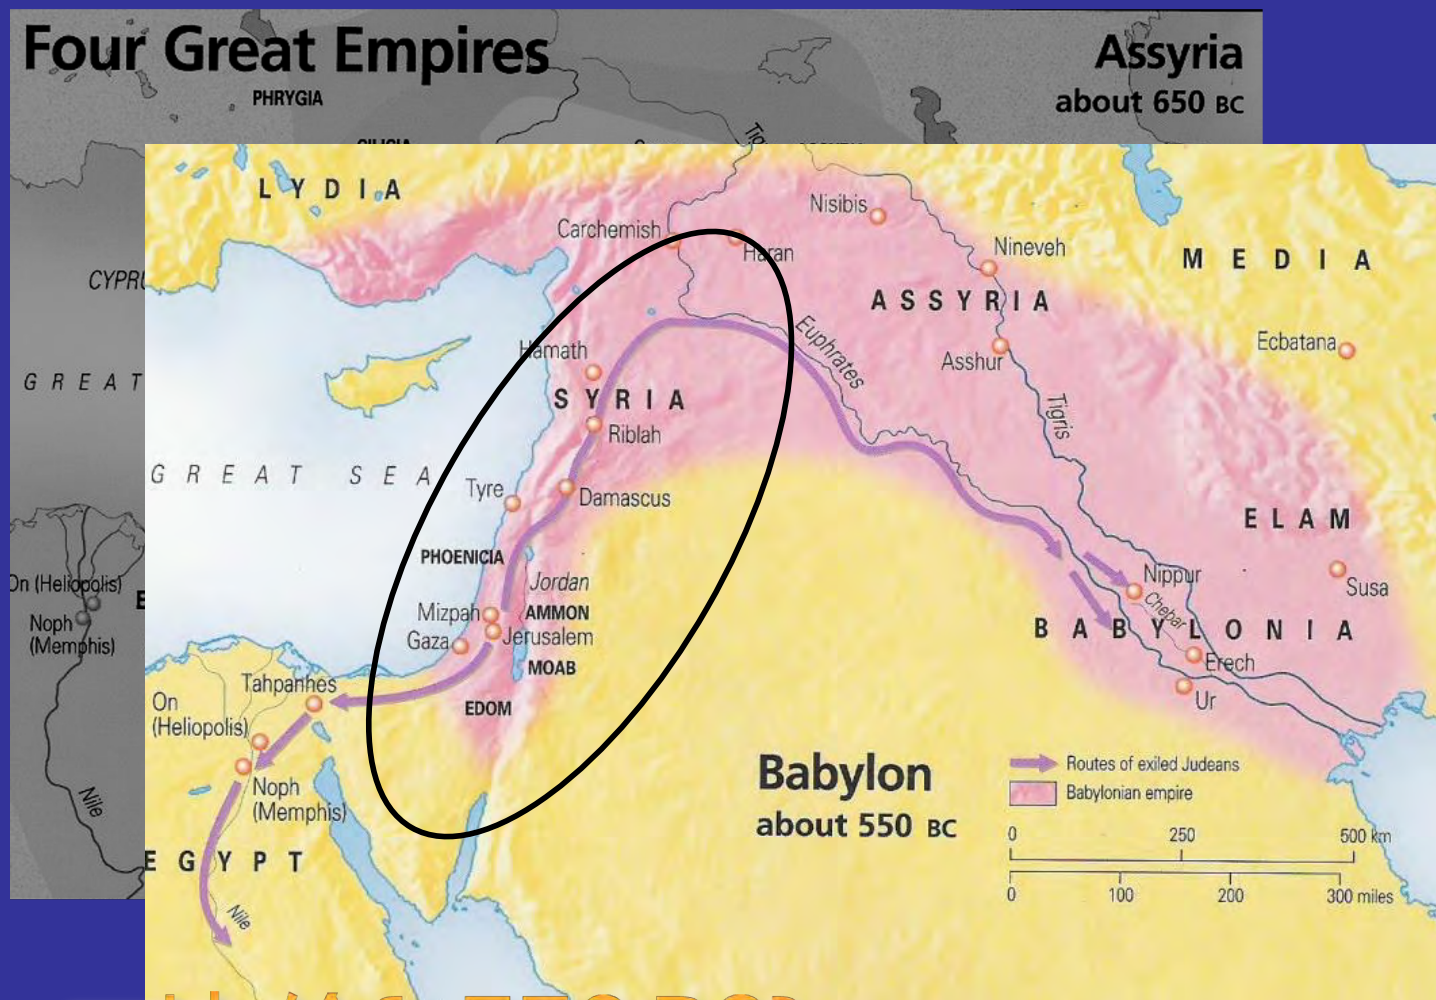 Four Great Empires
Assyria
about 650 BC
PHRYGIA
LYDIA
Carchemish
Haran
Nisibis
Nineveh
MEDIA
ASSYRIA
Ecbatana
Asshur
Euphrates
Tigris
Hamath
SYRIA
Riblah
GREAT
GREAT SEA
Tyre
Damascus
ELAM
PHOENICIA
Jordan
Susa
On (Heliopolis)
Noph
(Memphis)
Nippur
Chebar
Mizpah
AMMON
Gaza
Jerusalem
BABYLONIA
MOAB
Erech
Ur
Tahpanhes
On
(Heliopolis)
EDOM
Noph
(Memphis)
Nile
EGYPT
Nile
Babylon
about 550 BC
Routes of exiled Judeans
Babylonian empire
0 250 500 km
0 100 200 300 miles